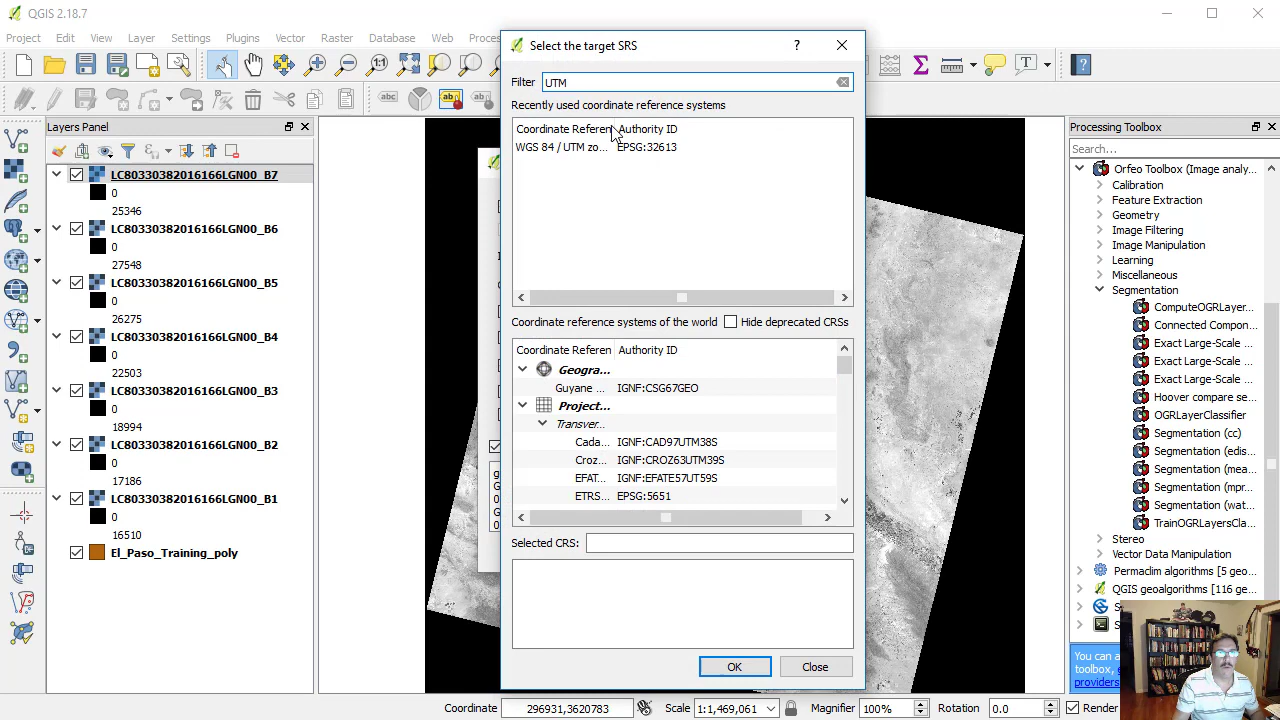 QGIS 2.18.7
Select the target SRS
?
Project Edit View Layer Settings Plugins Vector Raster Database Web Proces
Filter UTM
Recently used coordinate reference systems
Coordinate Referen Authority ID
WGS 84 / UTM zo... EPSG:32613
Coordinate reference systems of the world Hide deprecated CRSs
Coordinate Referen Authority ID
Geogra...
Guyane ... IGNF:CSG67GEO
Project...
Transver...
Cada... IGNF:CAD97UTM38S
Croz... IGNF:CROZ63UTM39S
EFAT... IGNF:EFATE57UT59S
ETRS... EPSG:5651
Selected CRS:
OK Close
Layers Panel
LC80330382016166LGN00_B7
0
25346
LC80330382016166LGN00_B6
0
27548
LC80330382016166LGN00_B5
0
26275
LC80330382016166LGN00_B4
0
22503
LC80330382016166LGN00_B3
0
18994
LC80330382016166LGN00_B2
0
17186
LC80330382016166LGN00_B1
0
16510
El_Paso_Training_poly
Processing Toolbox
Search...
Orfeo Toolbox (Image analy...
Calibration
Feature Extraction
Geometry
Image Filtering
Image Manipulation
Learning
Miscellaneous
Segmentation
ComputeOGRLayer...
Connected Compon...
Exact Large-Scale ...
Exact Large-Scale ...
Exact Large-Scale ...
Hoover compare se...
OGRLayerClassifier
Segmentation (cc)
Segmentation (edis...
Segmentation (mea...
Segmentation (mpr...
Segmentation (wat...
TrainOGRLayersCla...
Stereo
Vector Data Manipulation
Permaclim algorithms [5 geo...
QGIS geoalgorithms [116 ge...
You can a
toolbox,
providers
Coordinate 296931,3620783 Scale 1:1,469,061 Magnifier 100% Rotation 0.0 Render